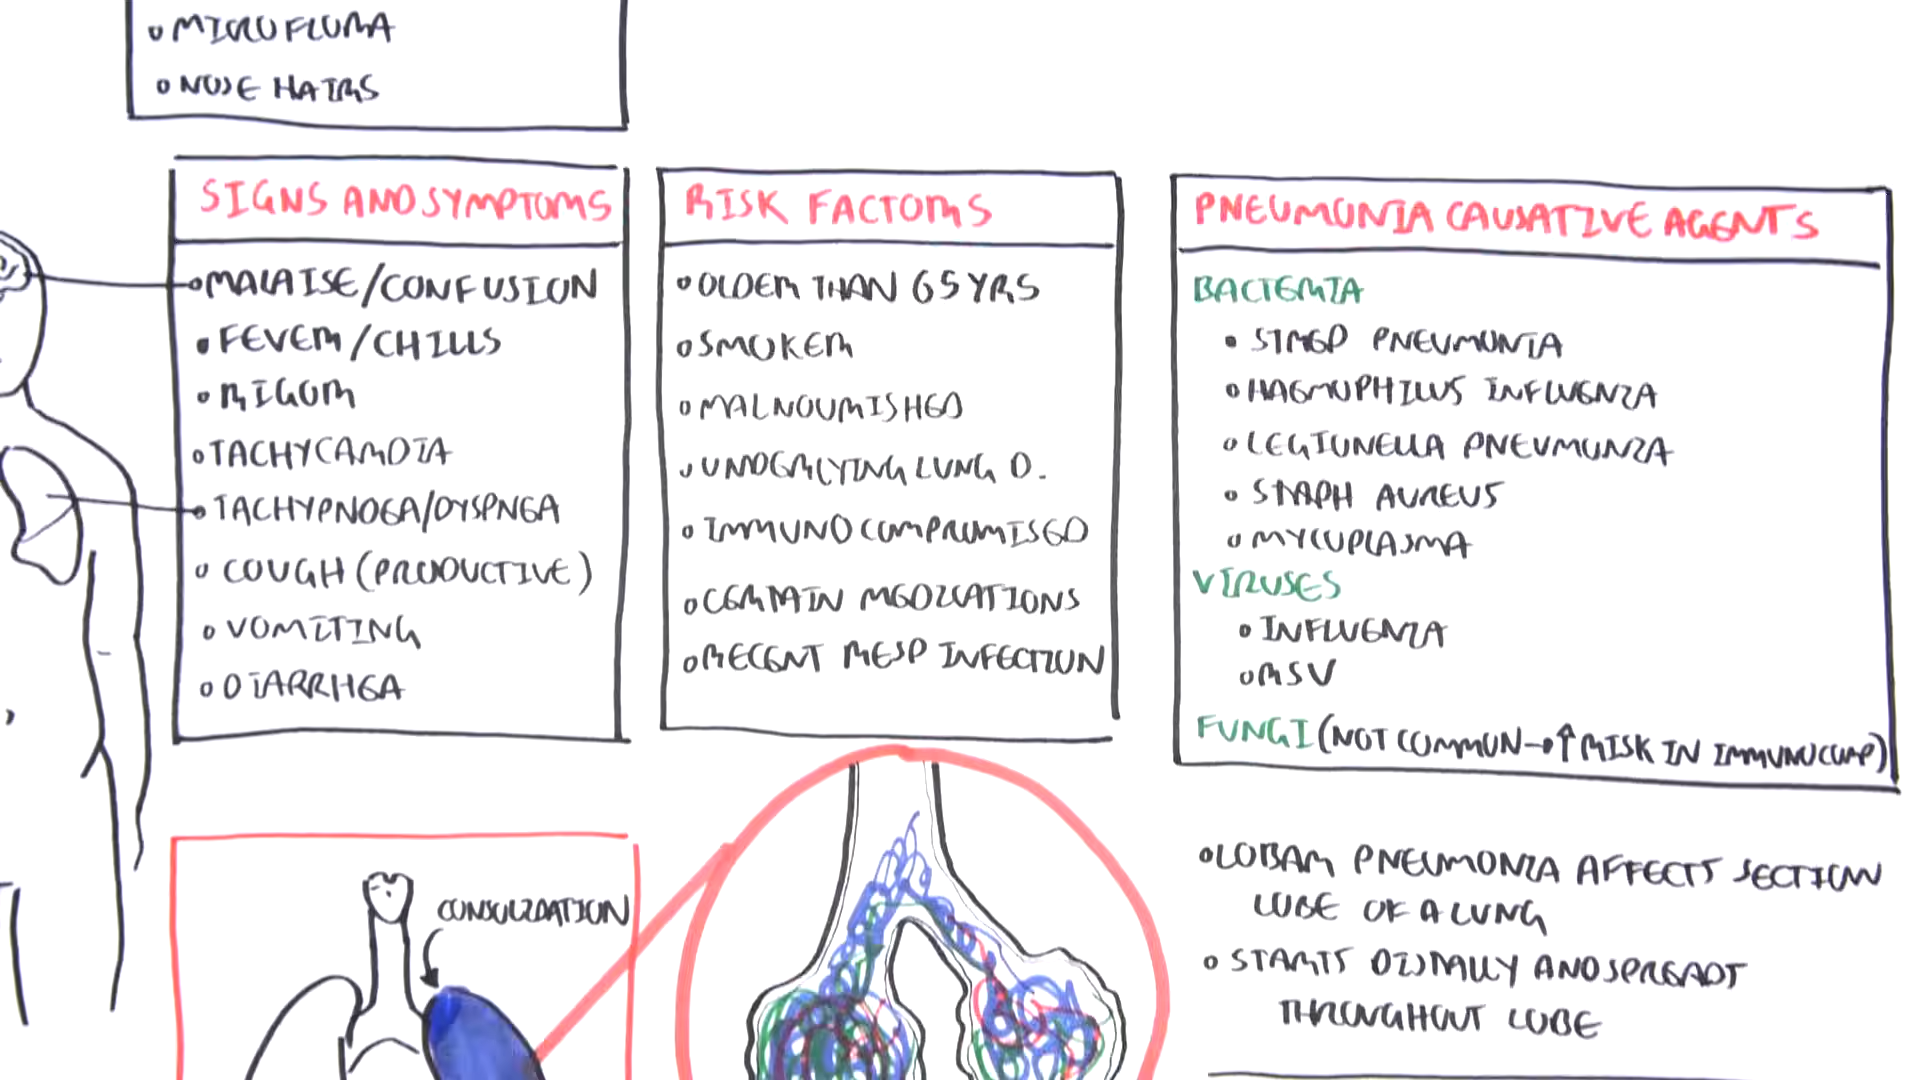 MICROFLORA
NOSE HAIRS
SIGNS AND SYMPTOMS
MALAISE/CONFUSION
FEVER/CHILLS
RIGOR
TACHYCARDIA
TACHYPNOEA/DYSPNEA
COUGH (PRODUCTIVE)
VOMITING
DIARRHEA
RISK FACTORS
OLDER THAN 65YRS
SMOKER
MALNOURISHED
UNDERLYING LUNG D.
IMMUNOCOMPROMISED
CERTAIN MEDICATIONS
RECENT RESP INFECTION
PNEUMONIA CAUSATIVE AGENTS
BACTERIA
STREP PNEUMONIA
HAEMOPHILUS INFLUENZA
LEGIONELLA PNEUMONIA
STAPH AUREUS
MYCOPLASMA
VIRUSES
INFLUENZA
RSV
FUNGI (NOT COMMON→↑ RISK IN IMMUNOCOMP)
CONSOLIDATION
LOBAR PNEUMONIA AFFECTS SECTION
LOBE OF A LUNG
STARTS DISTALLY AND SPREADS
THROUGHOUT LOBE